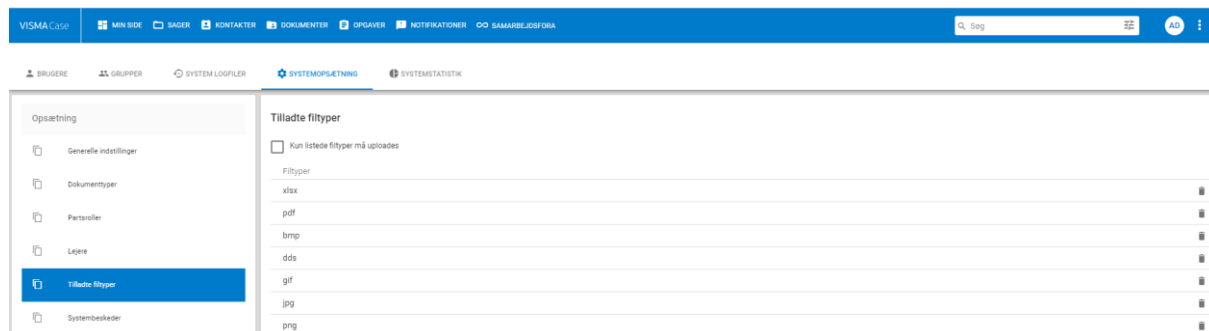 VISMA Case MIN SIDE SAGER KONTAKTER DOKUMENTER OPGAVER NOTIFIKATIONER SAMARBEJDSFORA Søg AD
BRUGERE GRUPPER SYSTEM LOGFILER SYSTEMOPSÆTNING SYSTEMSTATISTIK
Opsætning
Generelle indstillinger
Dokumenttyper
Partsroller
Lejere
Tilladte filtyper
Systembeskeder
Tilladte filtyper
Kun listede filtyper må uploades
Filtyper
xlsx
pdf
bmp
dds
gif
jpg
png